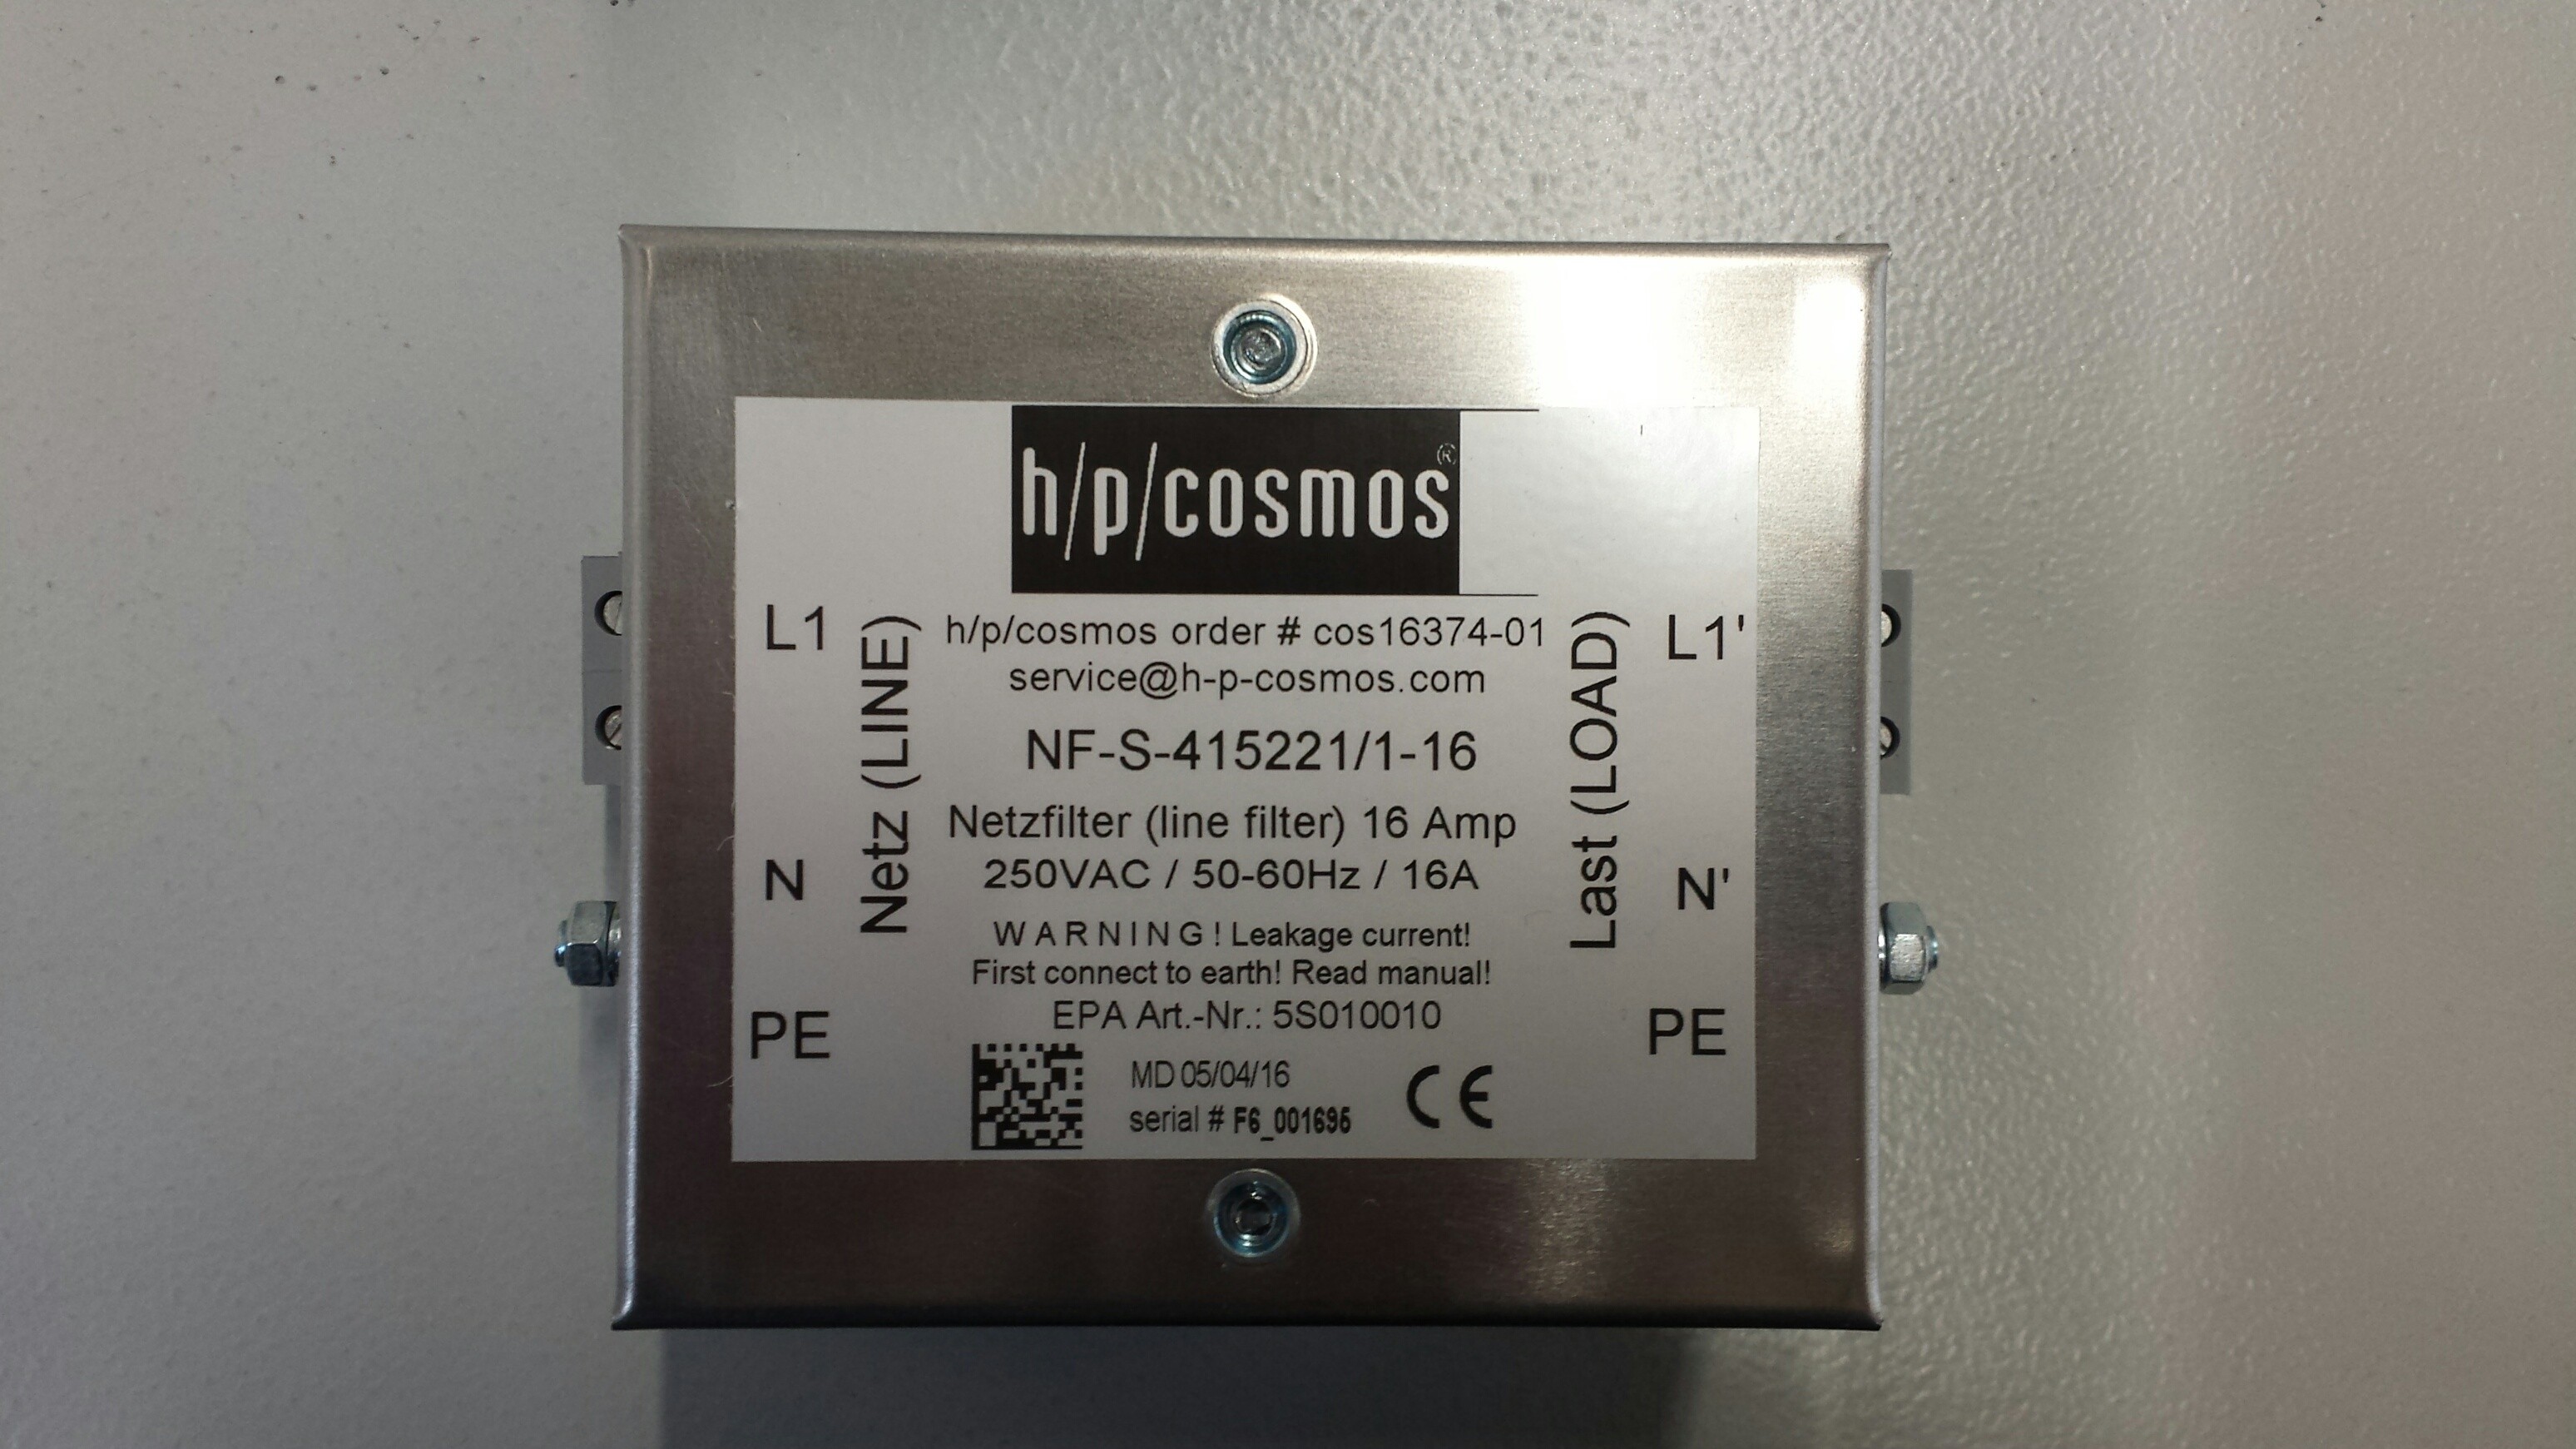 h/p/cosmos®
h/p/cosmos order # cos16374-01
service@h-p-cosmos.com
NF-S-415221/1-16
Netzfilter (line filter) 16 Amp
250VAC / 50-60Hz / 16A
WARNING! Leakage current!
First connect to earth! Read manual!
EPA Art.-Nr.: 5S010010
MD 05/04/16
serial # F6_001695
CE
L1
N
PE
Netz (LINE)
Last (LOAD)
L1'
N'
PE